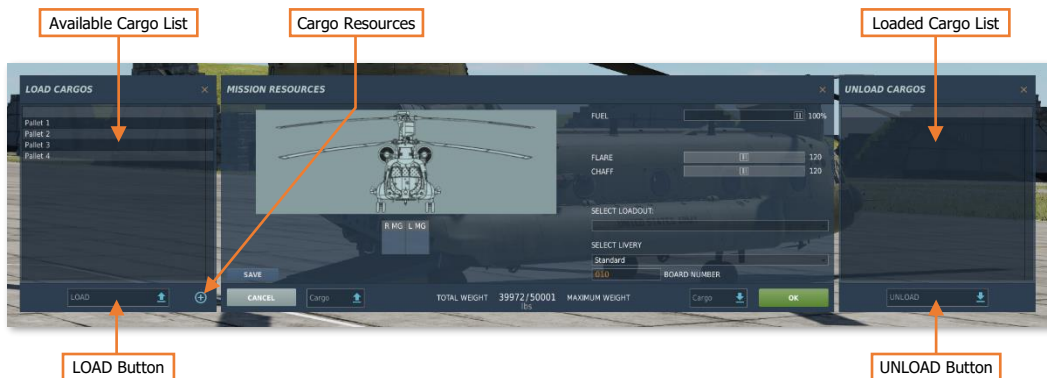 Available Cargo List
Cargo Resources
Loaded Cargo List
LOAD CARGOS
×
MISSION RESOURCES
×
UNLOAD CARGOS
×
Pallet 1
Pallet 2
Pallet 3
Pallet 4
FUEL
100%
FLARE
120
CHAFF
120
R MG L MG
SELECT LOADOUT:
SELECT LIVERY
Standard
010 BOARD NUMBER
SAVE
LOAD
CANCEL
Cargo
TOTAL WEIGHT 39972/50001 MAXIMUM WEIGHT
lbs
Cargo
OK
UNLOAD
LOAD Button
UNLOAD Button